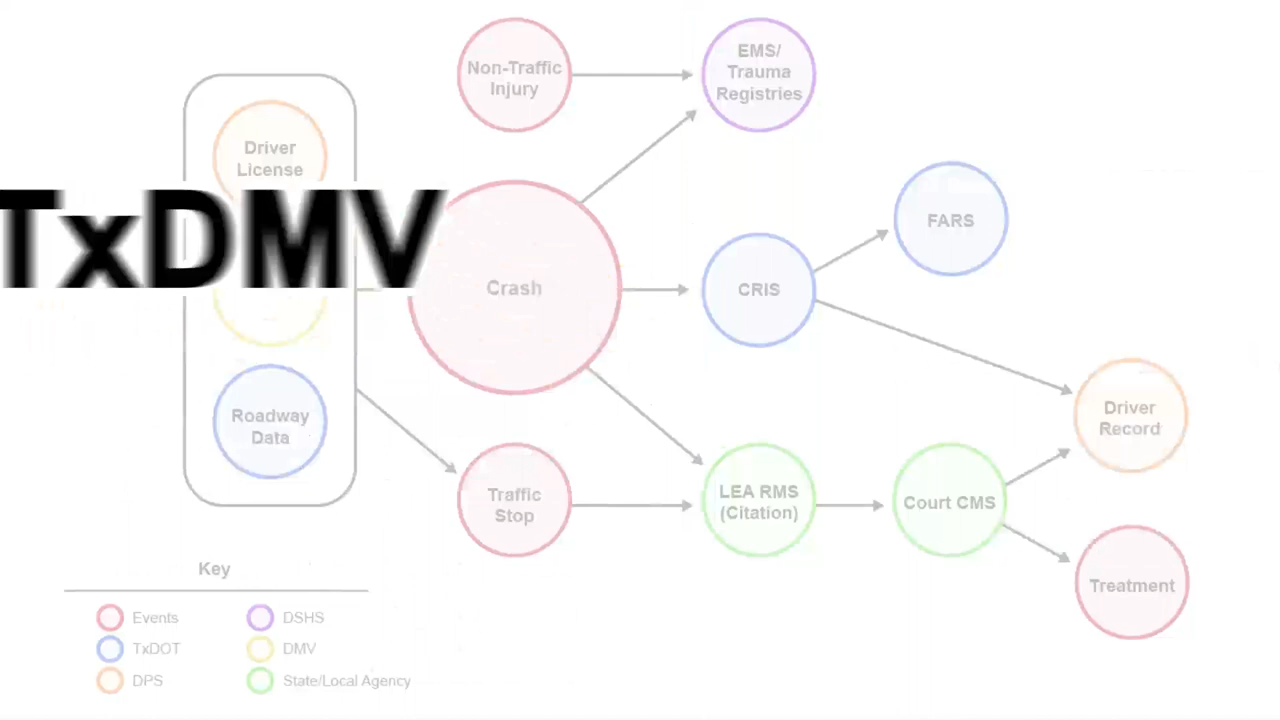 Non-Traffic
Injury
EMS/
Trauma
Registries
Driver
License
TxDMV
FARS
Crash
CRIS
Roadway
Data
Driver
Record
Traffic
Stop
LEA RMS
(Citation)
Court CMS
Treatment
Key
Events
DSHS
TxDOT
DMV
DPS
State/Local Agency